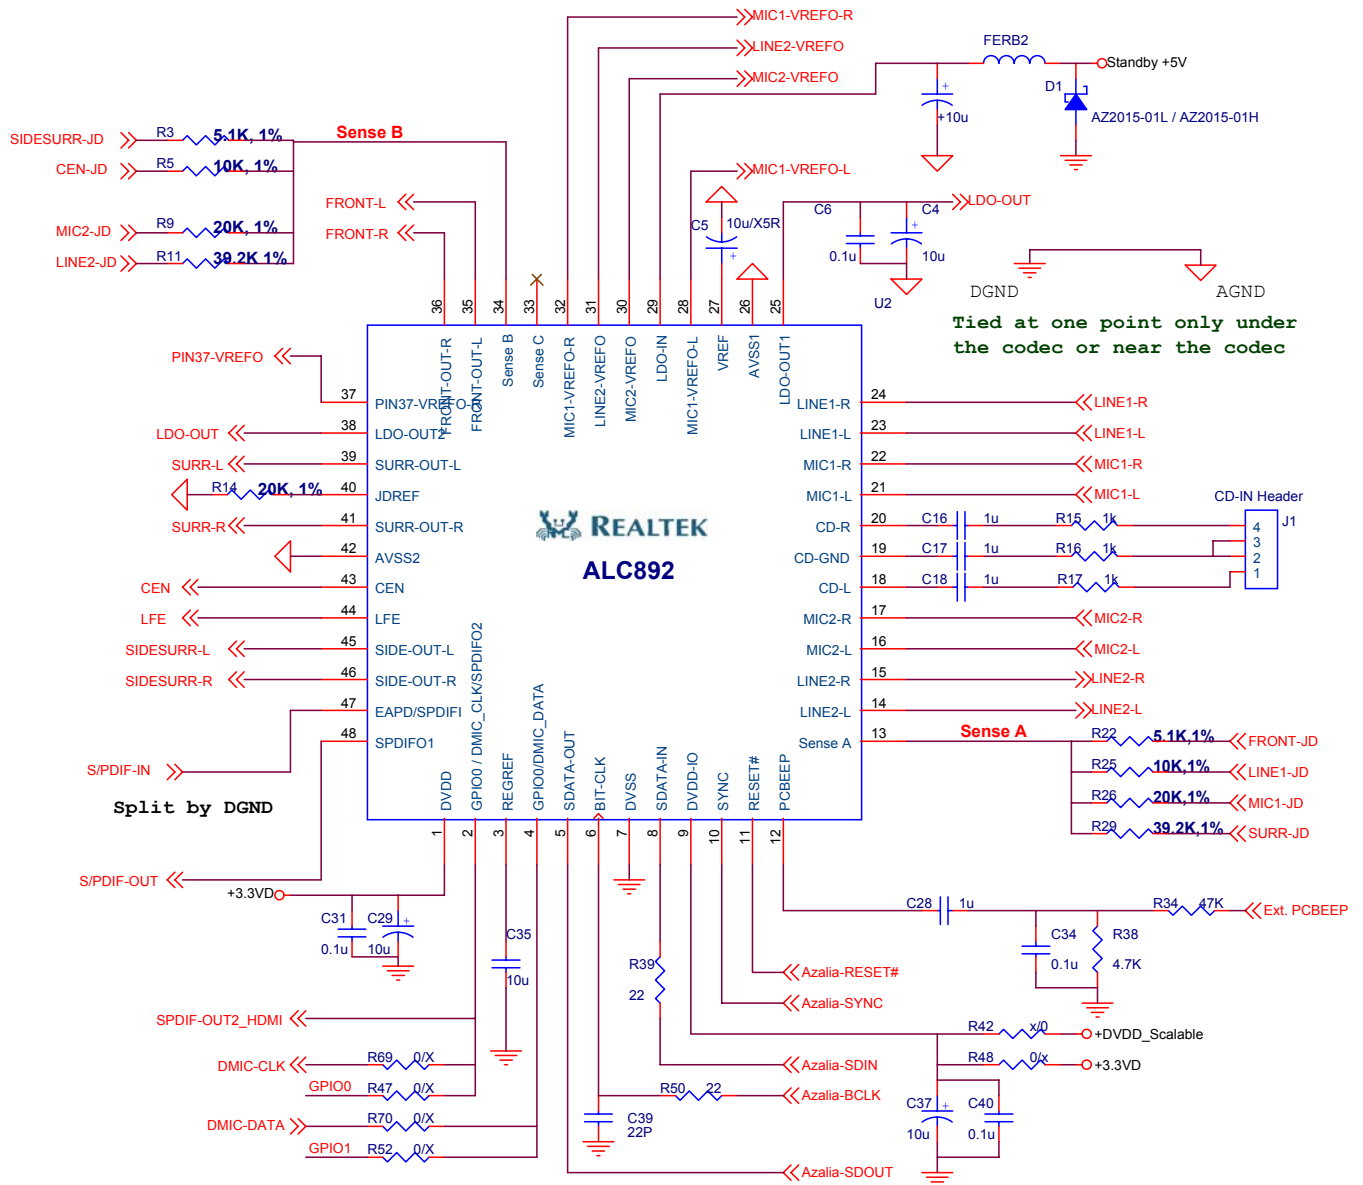 MIC1-VREFO-R
LINE2-VREFO
MIC2-VREFO
FERB2
Standby +5V
D1
+
+10u
AZ2015-01L / AZ2015-01H
SIDESURR-JD
R3
5.1K, 1%
Sense B
CEN-JD
R5
10K, 1%
MIC2-JD
R9
20K, 1%
LINE2-JD
R11
39.2K 1%
FRONT-L
FRONT-R
MIC1-VREFO-L
C5
10u/X5R
+
C6
0.1u
C4
+
10u
LDO-OUT
U2
DGND
AGND
Tied at one point only under
the codec or near the codec
36
35
34
33
32
31
30
29
28
27
26
25
FRONT-OUT-R
FRONT-OUT-L
Sense B
Sense C
MIC1-VREFO-R
LINE2-VREFO
MIC2-VREFO
LDO-IN
MIC1-VREFO-L
VREF
AVSS1
LDO-OUT1
PIN37-VREFO
37
PIN37-VREFO-R
LDO-OUT
38
LDO-OUT2
SURR-L
39
SURR-OUT-L
R14
20K, 1%
40
JDREF
SURR-R
41
SURR-OUT-R
42
AVSS2
CEN
43
CEN
LFE
44
LFE
SIDESURR-L
45
SIDE-OUT-L
SIDESURR-R
46
SIDE-OUT-R
47
EAPD/SPDIFI
48
SPDIFO1
S/PDIF-IN
Split by DGND
S/PDIF-OUT
REALTEK
ALC892
LINE1-R
24
LINE1-R
LINE1-L
23
LINE1-L
MIC1-R
22
MIC1-R
MIC1-L
21
MIC1-L
CD-IN Header
CD-R
20
C16
1u
R15
1k
4
J1
3
CD-GND
19
C17
1u
R16
1k
2
CD-L
18
C18
1u
R17
1k
1
MIC2-R
17
MIC2-R
MIC2-L
16
MIC2-L
LINE2-R
15
LINE2-R
LINE2-L
14
LINE2-L
Sense A
13
Sense A
R22
5.1K,1%
FRONT-JD
R25
10K,1%
LINE1-JD
R26
20K,1%
MIC1-JD
R29
39.2K,1%
SURR-JD
DVDD
GPIO0 / DMIC_CLK/SPDIFO2
REGREF
GPIO0/DMIC_DATA
SDATA-OUT
BIT-CLK
DVSS
SDATA-IN
DVDD-IO
SYNC
RESET#
PCBEEP
1
2
3
4
5
6
7
8
9
10
11
12
+3.3VD
C31
0.1u
C29
+
10u
C35
10u
C28
1u
R34
47K
Ext. PCBEEP
C34
0.1u
R38
4.7K
R39
22
Azalia-RESET#
Azalia-SYNC
SPDIF-OUT2_HDMI
R42
x/0
+DVDD_Scalable
DMIC-CLK
R69
0/X
Azalia-SDIN
R48
0/x
+3.3VD
GPIO0
R47
0/X
R50
22
Azalia-BCLK
DMIC-DATA
R70
0/X
C39
22P
C37
+
10u
C40
0.1u
GPIO1
R52
0/X
Azalia-SDOUT